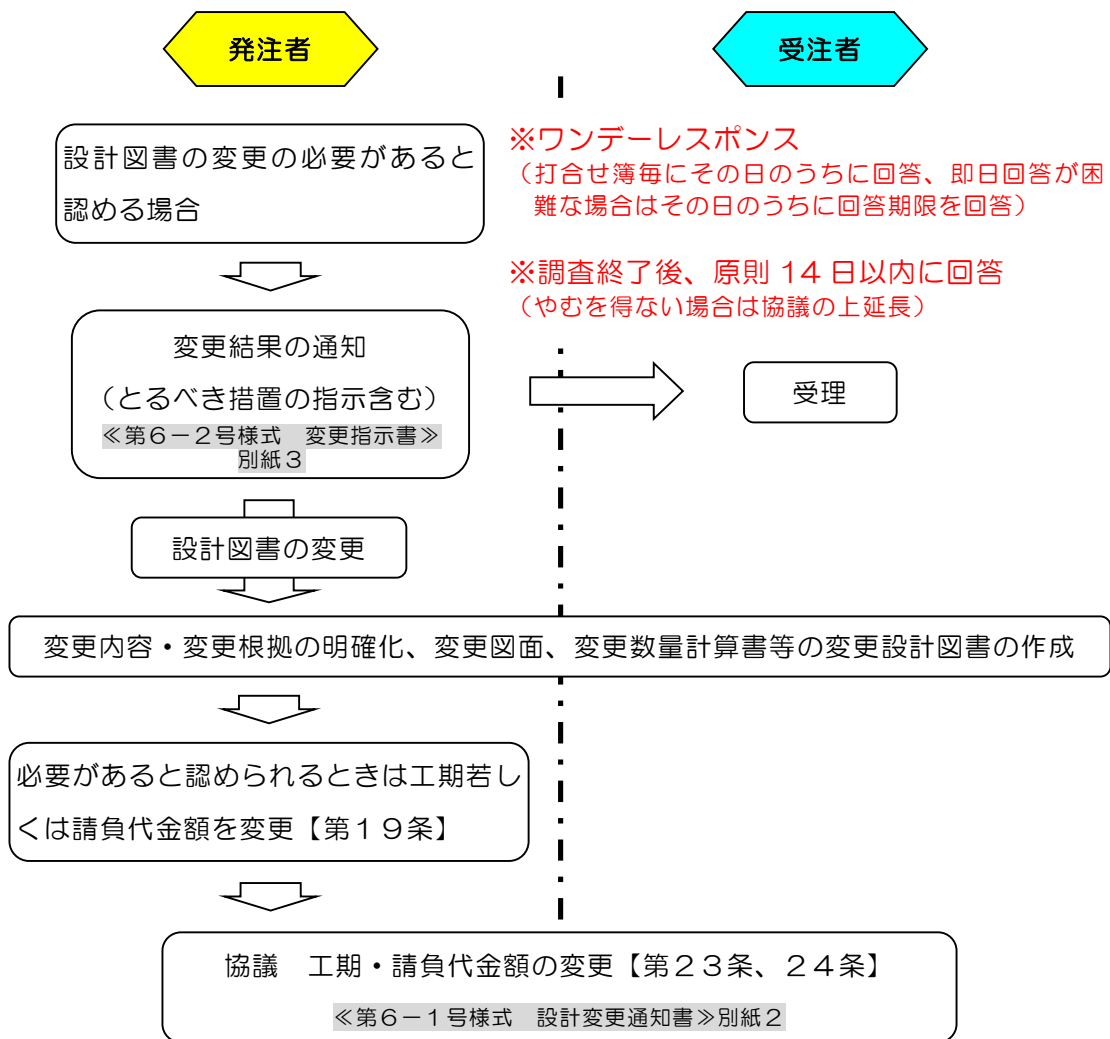 発注者
受注者
設計図書の変更の必要があると
認める場合
※ワンデーレスポンス
（打合せ簿毎にその日のうちに回答、即日回答が困
難な場合はその日のうちに回答期限を回答）
※調査終了後、原則 14 日以内に回答
（やむを得ない場合は協議の上延長）
変更結果の通知
（とるべき措置の指示含む）
≪第６－２号様式　変更指示書≫
別紙３
受理
設計図書の変更
変更内容・変更根拠の明確化、変更図面、変更数量計算書等の変更設計図書の作成
必要があると認められるときは工期若し
くは請負代金額を変更【第１９条】
協議　工期・請負代金額の変更【第２３条、２４条】
≪第６－１号様式　設計変更通知書≫別紙２